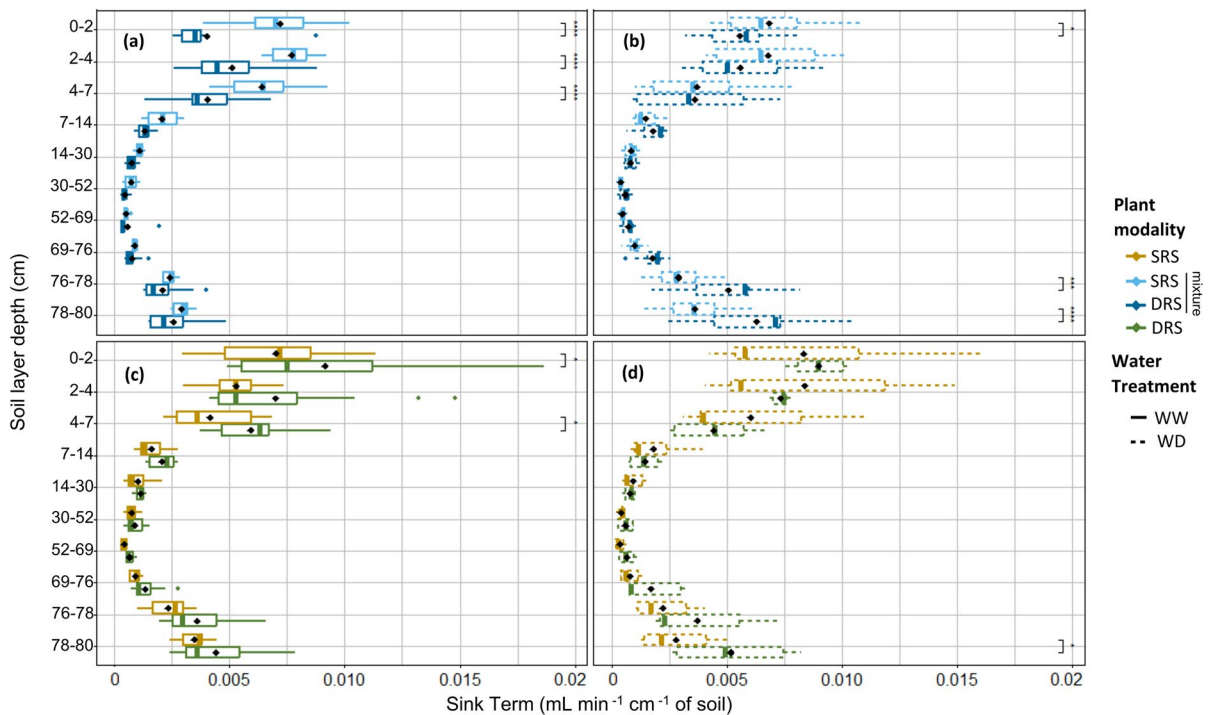 (a)
(b)
0-2
2-4
4-7
7-14
14-30
30-52
52-69
69-76
76-78
78-80
(c)
(d)
0-2
2-4
4-7
7-14
14-30
30-52
52-69
69-76
76-78
78-80
Soil layer depth (cm)
0 0.005 0.010 0.015 0.02 0 0.005 0.010 0.015 0.02
Sink Term (mL min⁻¹ cm⁻¹ of soil)
Plant
modality
SRS
SRS
DRS
mixture
DRS
Water
Treatment
WW
WD